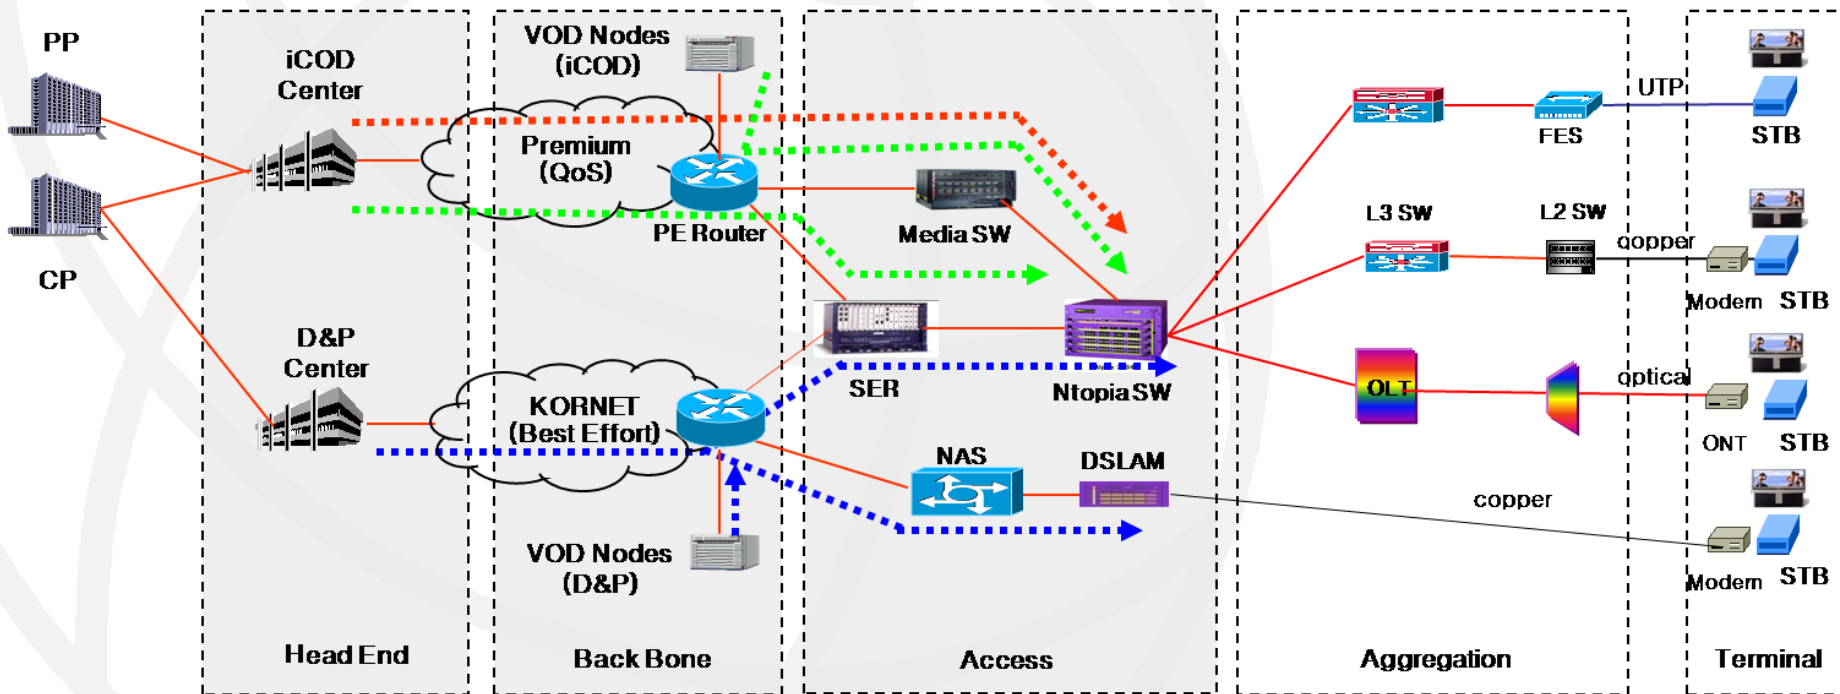 PP
CP
iCOD
Center
D&P
Center
Head End
VOD Nodes
(iCOD)
Premium
(QoS)
PE Router
KORNET
(Best Effort)
VOD Nodes
(D&P)
Back Bone
Media SW
SER
Ntopia SW
NAS
DSLAM
Access
FES
UTP
L3 SW
L2 SW
qopper
OLT
optical
copper
Aggregation
STB
Modem
STB
ONT
STB
Modem
STB
Terminal